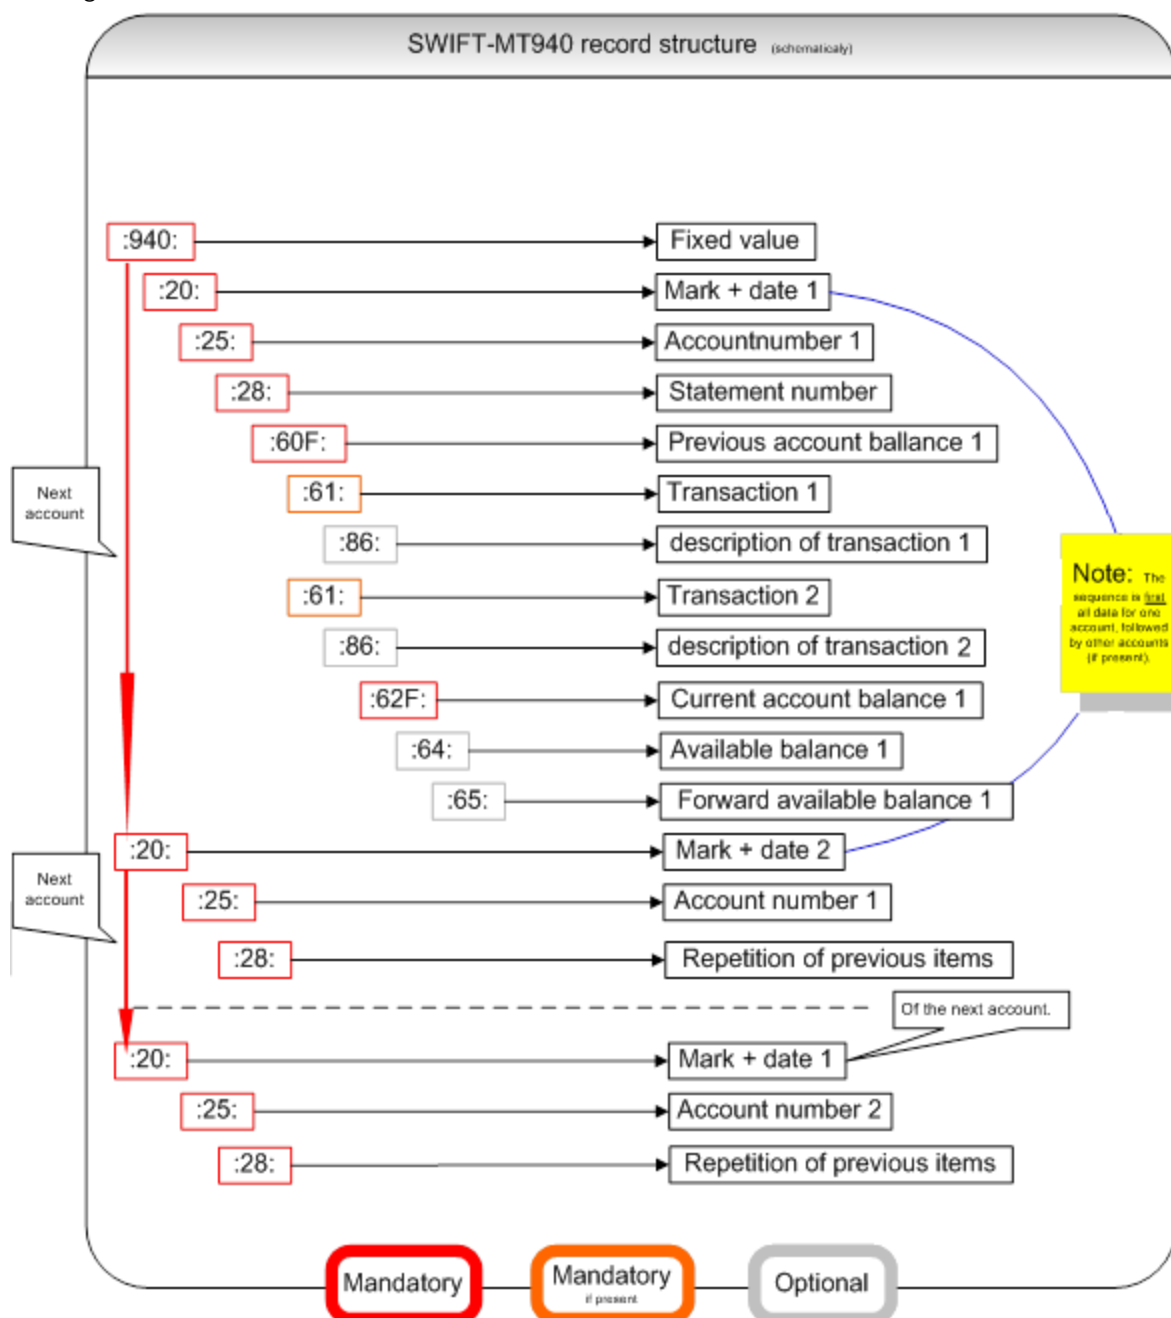 SWIFT-MT940 record structure (schematicaly)
:940: Fixed value
:20: Mark + date 1
:25: Accountnumber 1
:28: Statement number
:60F: Previous account ballance 1
:61: Transaction 1
Next
account
:86: description of transaction 1
:61: Transaction 2
:86: description of transaction 2
Note: The
sequence is first
all data for one
account, followed
by other accounts
(if present).
:62F: Current account balance 1
:64: Available balance 1
:65: Forward available balance 1
:20: Mark + date 2
Next
account
:25: Account number 1
:28: Repetition of previous items
Of the next account.
:20: Mark + date 1
:25: Account number 2
:28: Repetition of previous items
Mandatory
Mandatory
if present
Optional